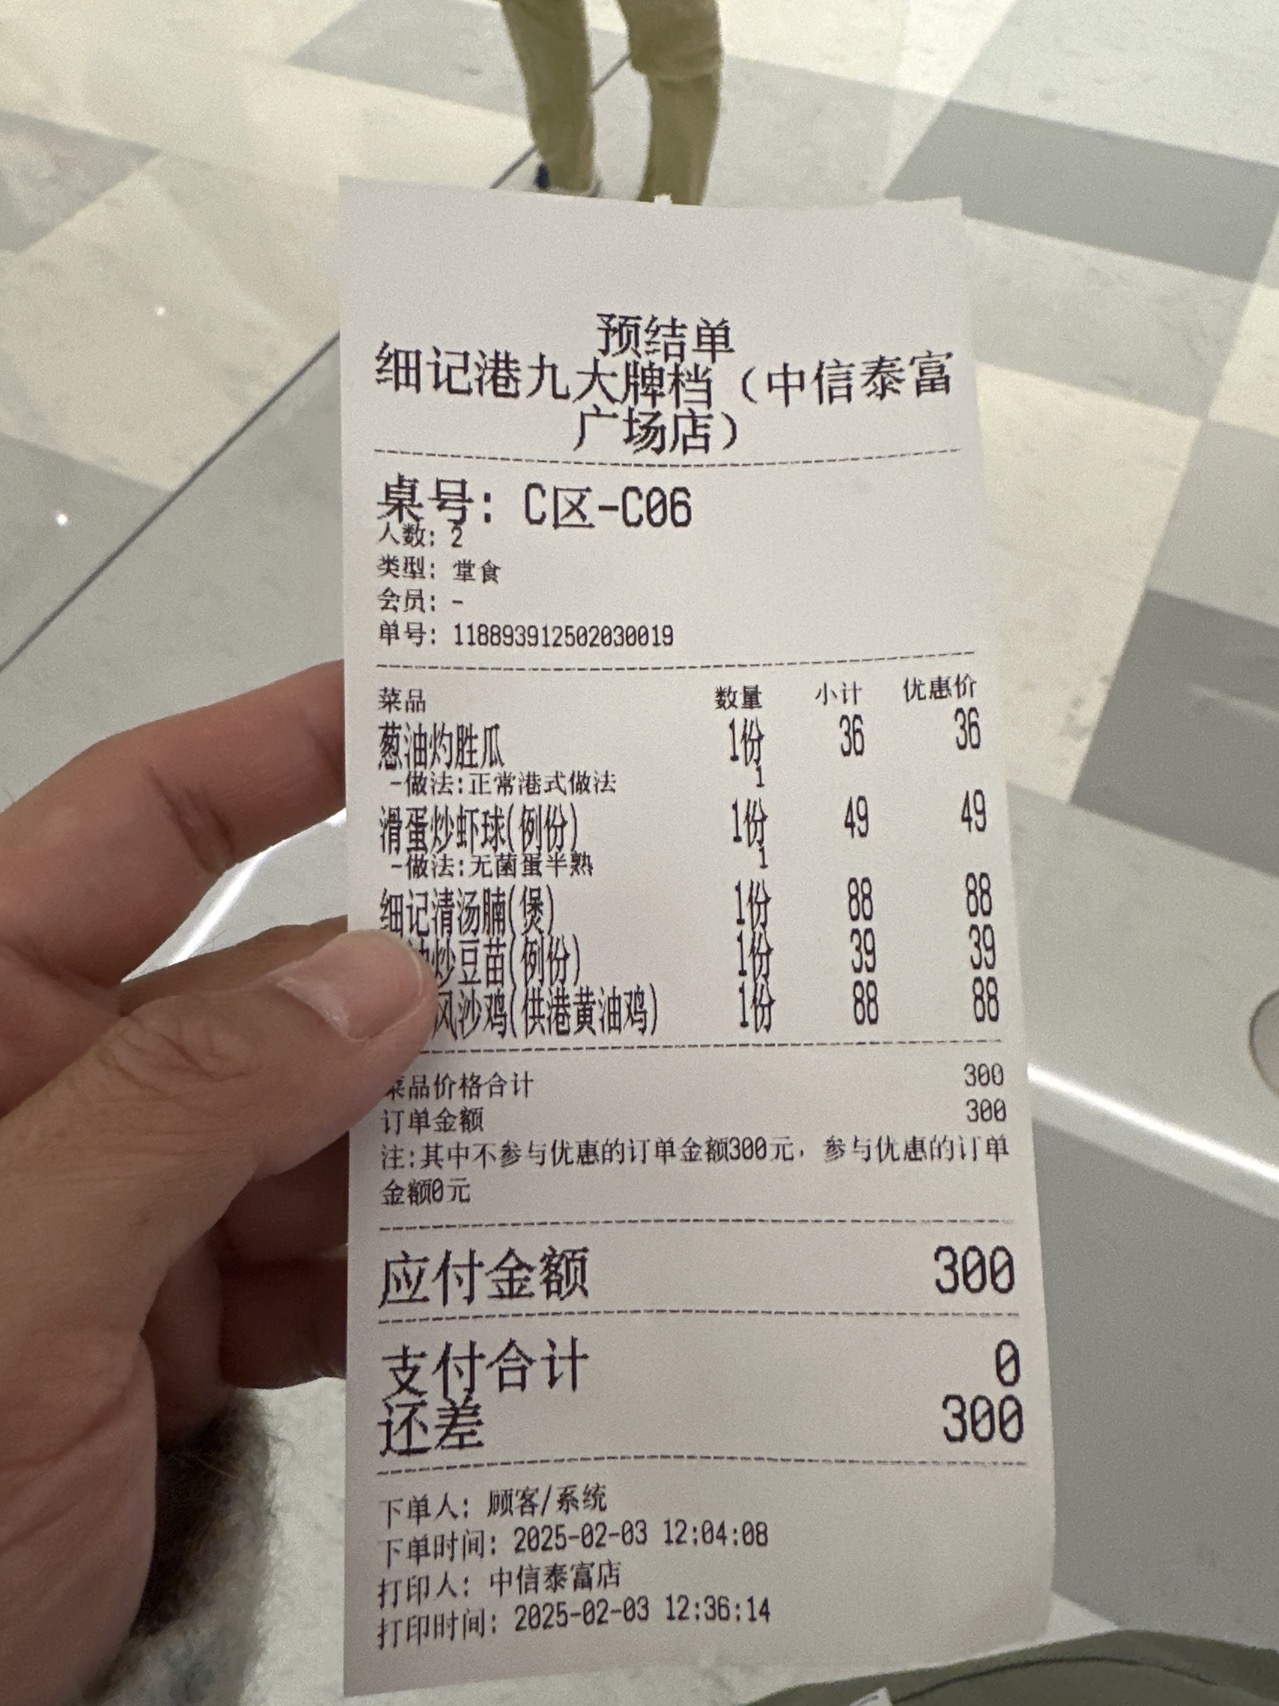 预结单
细记港九大牌档（中信泰富
广场店）
桌号: C区-C06
人数: 2
类型: 堂食
会员: -
单号: 118893912502030019
菜品 数量 小计 优惠价
葱油灼胜瓜 1份 36 36
-做法:正常港式做法 1
滑蛋炒虾球(例份) 1份 49 49
-做法:无菌蛋半熟 1
细记清汤腩(煲) 1份 88 88
油炒豆苗(例份) 1份 39 39
风沙鸡(供港黄油鸡) 1份 88 88
菜品价格合计 300
订单金额 300
注:其中不参与优惠的订单金额300元，参与优惠的订单
金额0元
应付金额 300
支付合计 0
还差 300
下单人: 顾客/系统
下单时间: 2025-02-03 12:04:08
打印人: 中信泰富店
打印时间: 2025-02-03 12:36:14